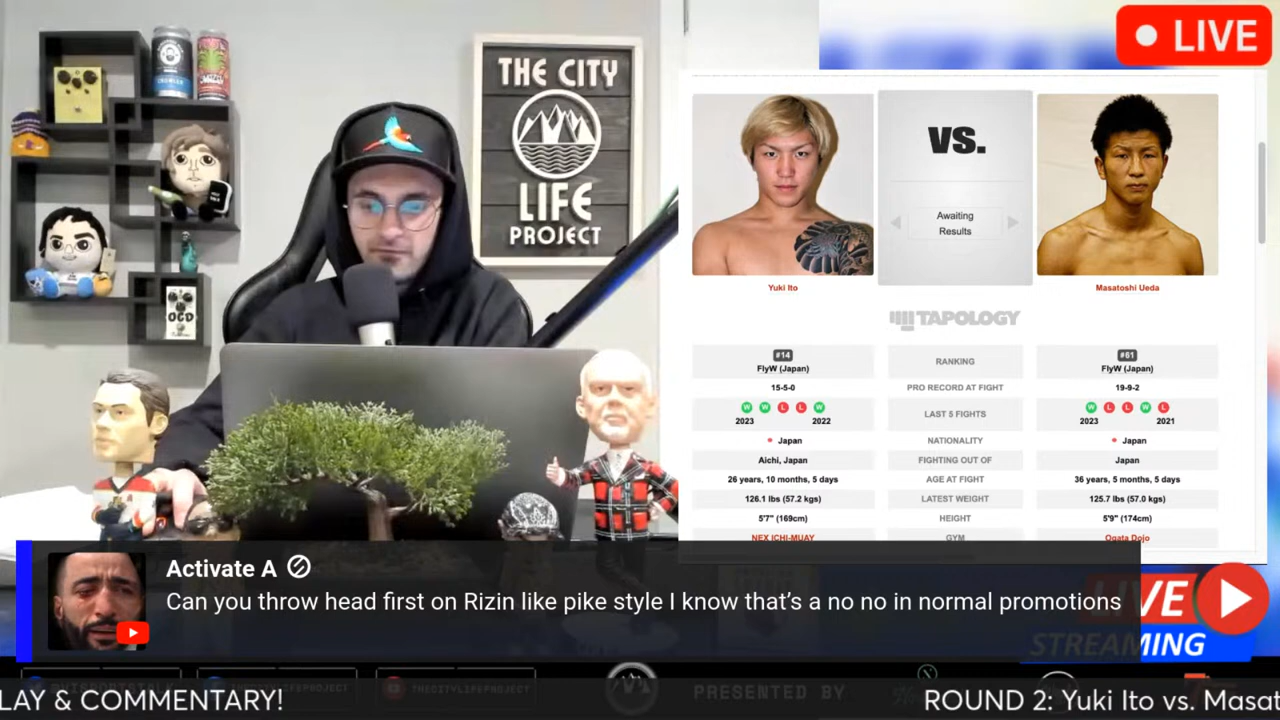 LIVE
THE CITY
LIFE
PROJECT
OCD
VS.
Awaiting
Results
Yuki Ito
Masatoshi Ueda
TAPOLOGY
#14
FlyW (Japan)
RANKING
#61
FlyW (Japan)
15-5-0
PRO RECORD AT FIGHT
19-9-2
W W L L W
2023 2022
LAST 5 FIGHTS
W L L W L
2023 2021
Japan
NATIONALITY
Japan
Aichi, Japan
FIGHTING OUT OF
Japan
26 years, 10 months, 5 days
AGE AT FIGHT
36 years, 5 months, 5 days
126.1 lbs (57.2 kgs)
LATEST WEIGHT
125.7 lbs (57.0 kgs)
5'7" (169cm)
HEIGHT
5'9" (174cm)
NEX ICHI-MUAY
GYM
Ogata Dojo
Activate A
Can you throw head first on Rizin like pike style I know that's a no no in normal promotions
VE
STREAMING
THECITYLIFEPROJECT
PRESENTED BY
LAY & COMMENTARY!
ROUND 2: Yuki Ito vs. Masat